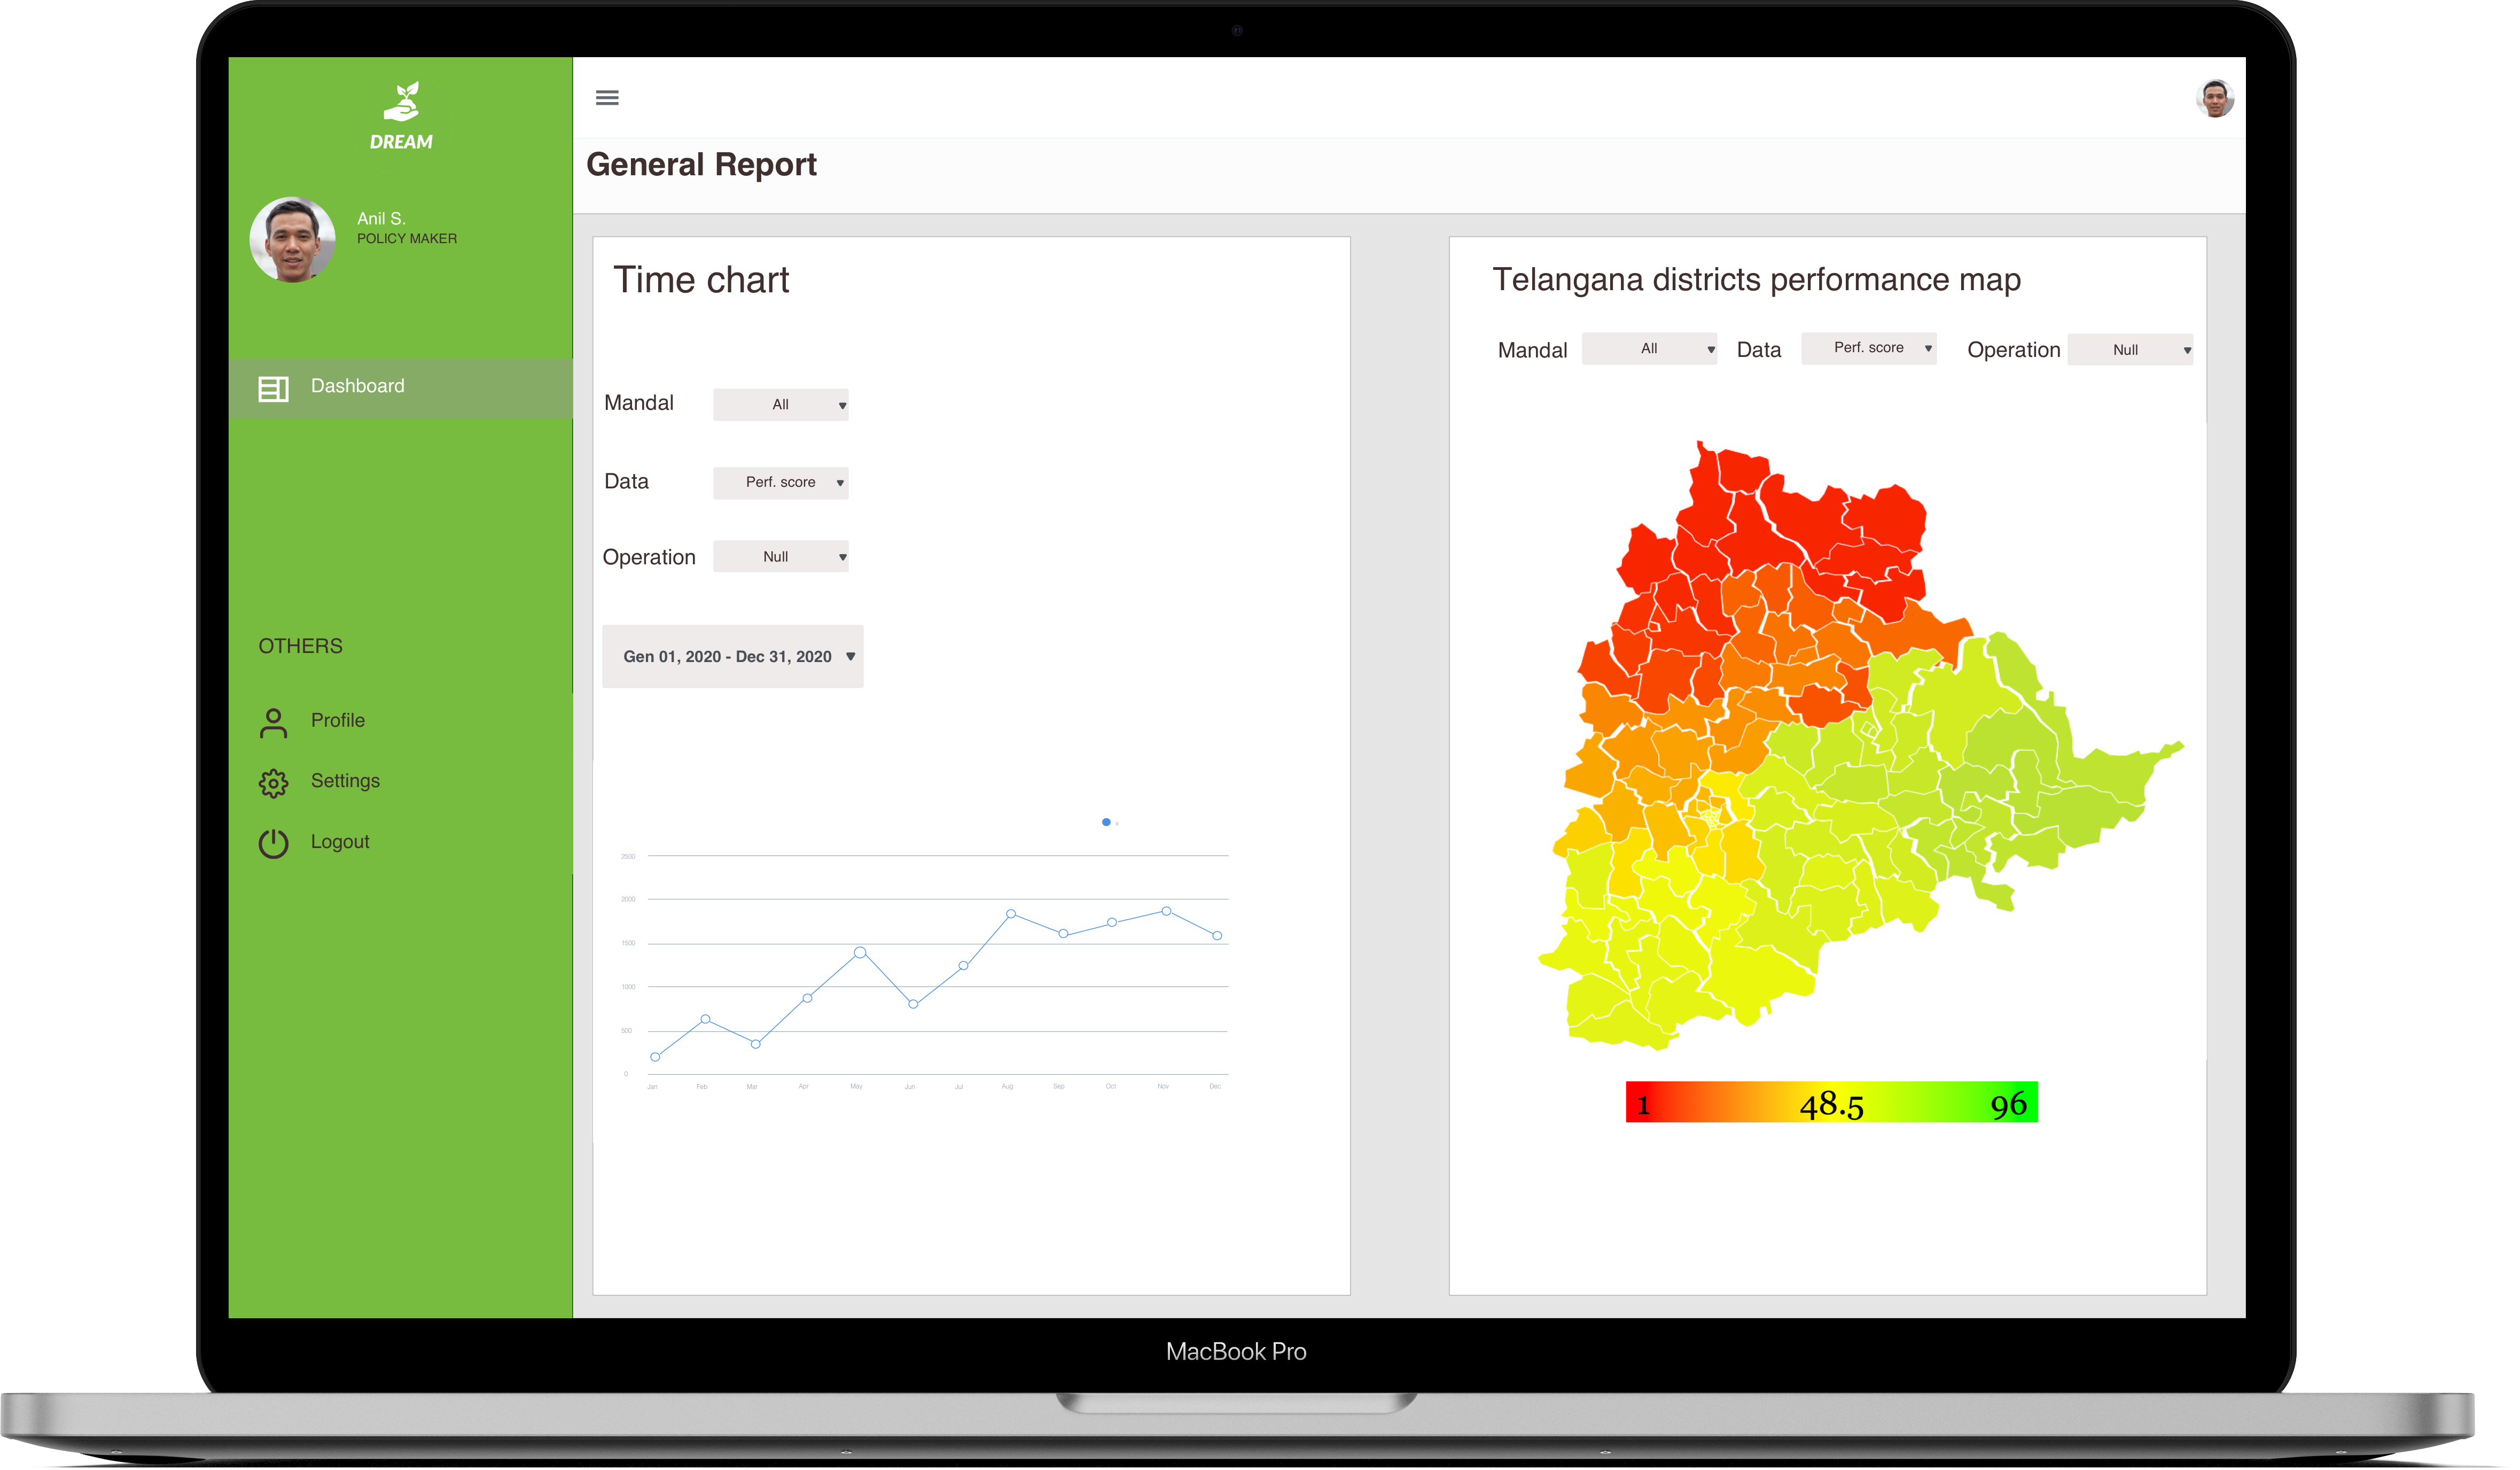 DREAM
Anil S.
POLICY MAKER
Dashboard
OTHERS
Profile
Settings
Logout
General Report
Time chart
Mandal All
Data Perf. score
Operation Null
Gen 01, 2020 - Dec 31, 2020
2500
2000
1500
1000
500
0
Jan Feb Mar Apr May Jun Jul Aug Sep Oct Nov Dec
Telangana districts performance map
Mandal All Data Perf. score Operation Null
1 48.5 96
MacBook Pro